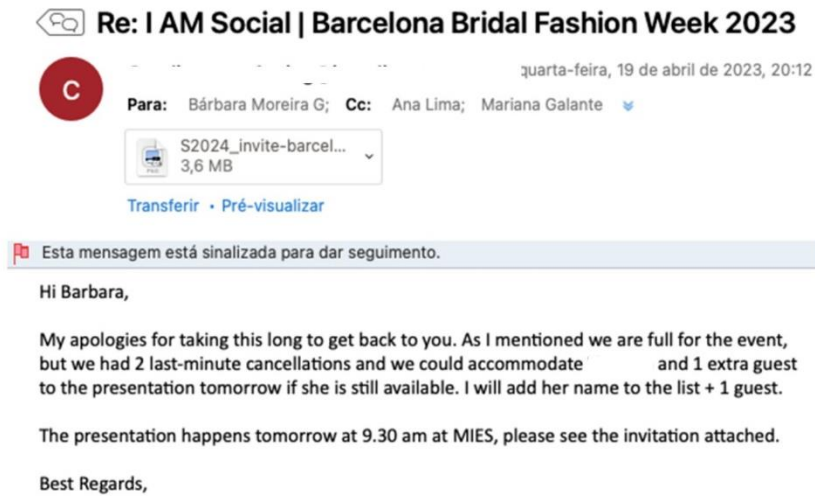 Re: I AM Social | Barcelona Bridal Fashion Week 2023
quarta-feira, 19 de abril de 2023, 20:12
C
Para: Bárbara Moreira G; Cc: Ana Lima; Mariana Galante
S2024_invite-barcel...
3,6 MB
PNG
Transferir • Pré-visualizar
Esta mensagem está sinalizada para dar seguimento.
Hi Barbara,
My apologies for taking this long to get back to you. As I mentioned we are full for the event,
but we had 2 last-minute cancellations and we could accommodate and 1 extra guest
to the presentation tomorrow if she is still available. I will add her name to the list + 1 guest.
The presentation happens tomorrow at 9.30 am at MIES, please see the invitation attached.
Best Regards,